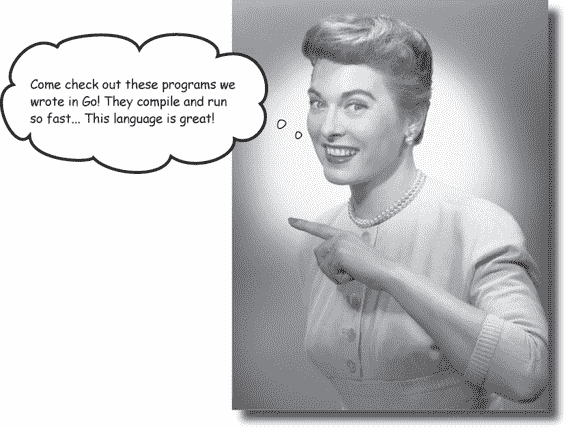 Come check out these programs we
wrote in Go! They compile and run
so fast... This language is great!